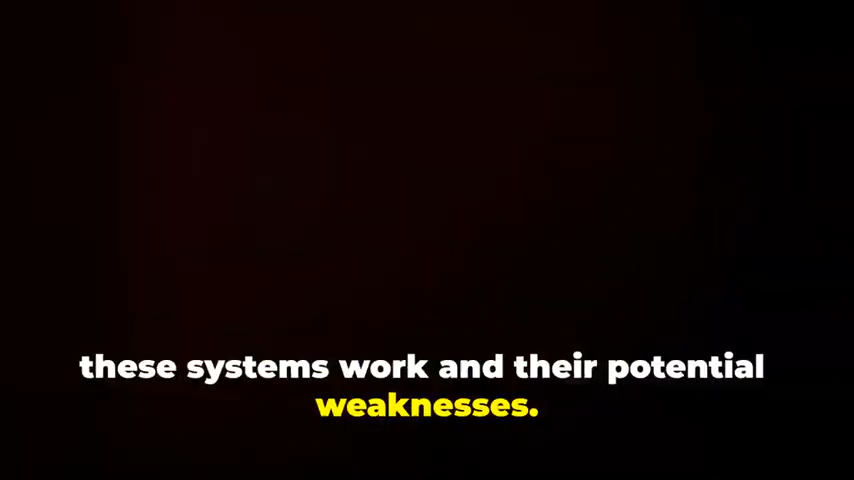 these systems work and their potential
weaknesses.